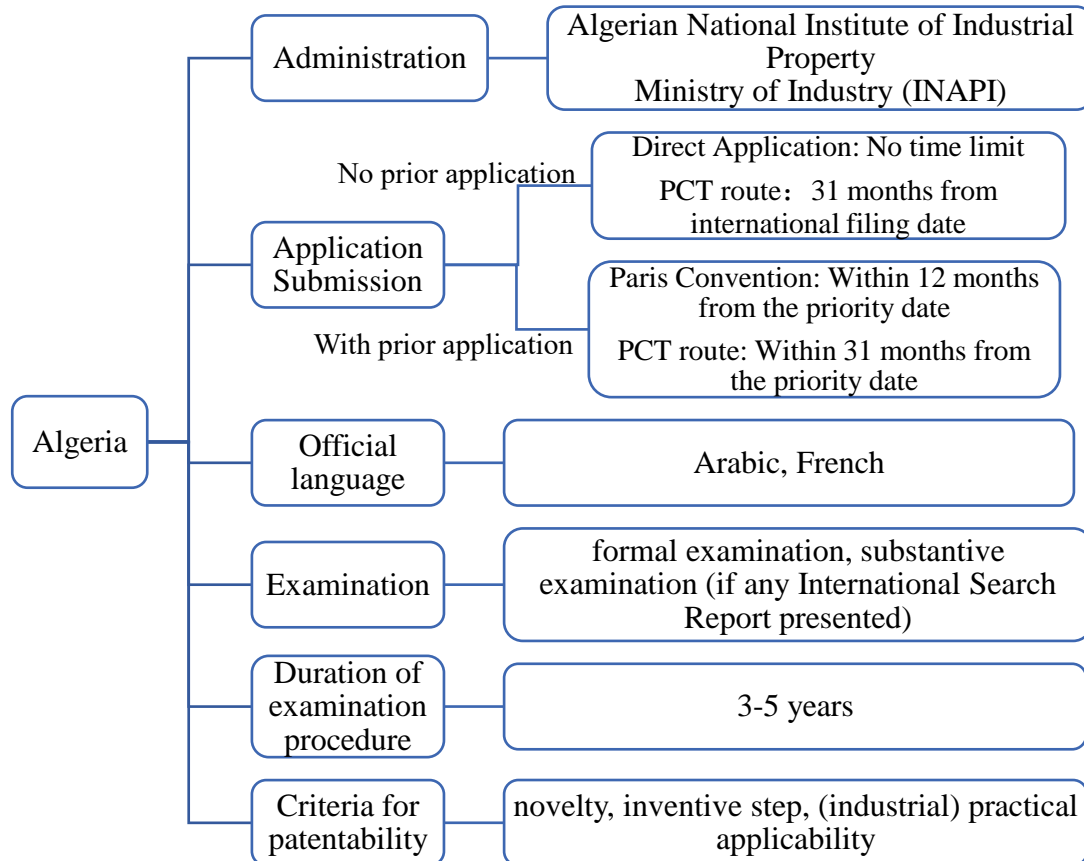 Algeria
Administration
Algerian National Institute of Industrial
Property
Ministry of Industry (INAPI)
Application
Submission
No prior application
Direct Application: No time limit
PCT route： 31 months from
international filing date
With prior application
Paris Convention: Within 12 months
from the priority date
PCT route: Within 31 months from
the priority date
Official
language
Arabic, French
Examination
formal examination, substantive
examination (if any International Search
Report presented)
Duration of
examination
procedure
3-5 years
Criteria for
patentability
novelty, inventive step, (industrial) practical
applicability